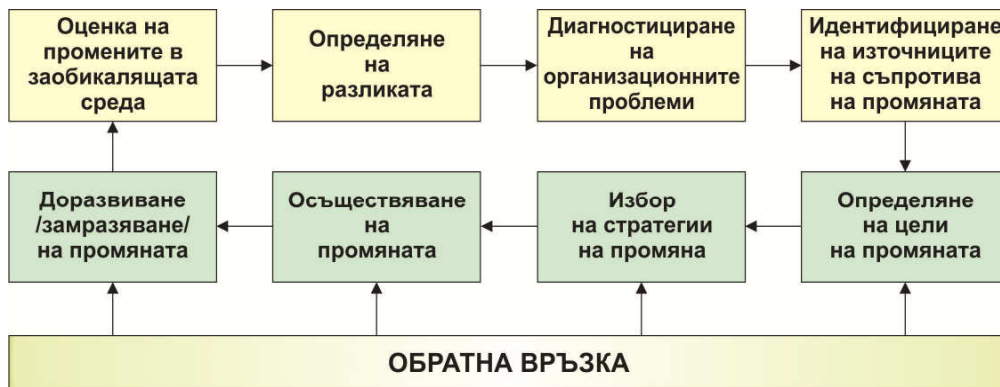 Оценка на
промените в
заобикалящата
среда
Определяне
на
разликата
Диагностициране
на
организационните
проблеми
Идентифициране
на източниците
на съпротива
на промяната
Доразвиване
/замразяване/
на промяната
Осъществяване
на
промяната
Избор
на стратегии
на промяна
Определяне
на цели
на промяната
ОБРАТНА ВРЪЗКА